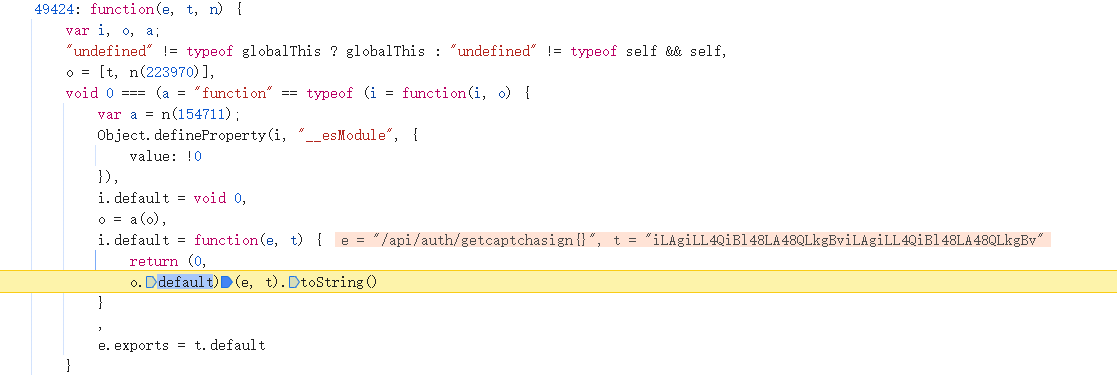 49424: function(e, t, n) {
var i, o, a;
"undefined" != typeof globalThis ? globalThis : "undefined" != typeof self && self,
o = [t, n(223970)],
void 0 === (a = "function" == typeof (i = function(i, o) {
var a = n(154711);
Object.defineProperty(i, "__esModule", {
value: !0
}),
i.default = void 0,
o = a(o),
i.default = function(e, t) { e = "/api/auth/getcaptchasign{}", t = "iLAgiLL4QiBl48LA48QLkgBviLAgiLL4QiBl48LA48QLkgBv"
return (0,
o.default)(e, t).toString()
}
,
e.exports = t.default
}